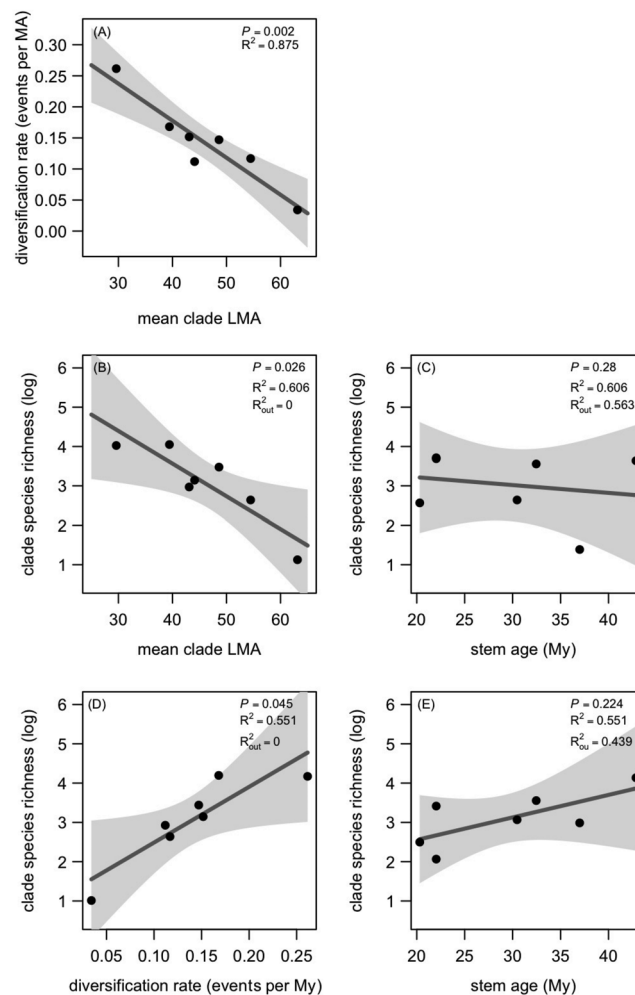 (A)
P = 0.002
R² = 0.875
0.30
0.25
0.20
0.15
0.10
0.05
0.00
diversification rate (events per MA)
30 40 50 60
mean clade LMA
(B)
P = 0.026
R² = 0.606
R²out = 0
6
5
4
3
2
1
clade species richness (log)
30 40 50 60
mean clade LMA
(C)
P = 0.28
R² = 0.606
R²out = 0.563
6
5
4
3
2
1
clade species richness (log)
20 25 30 35 40
stem age (My)
(D)
P = 0.045
R² = 0.551
R²out = 0
6
5
4
3
2
1
clade species richness (log)
0.05 0.10 0.15 0.20 0.25
diversification rate (events per My)
(E)
P = 0.224
R² = 0.551
R²ou = 0.439
6
5
4
3
2
1
clade species richness (log)
20 25 30 35 40
stem age (My)